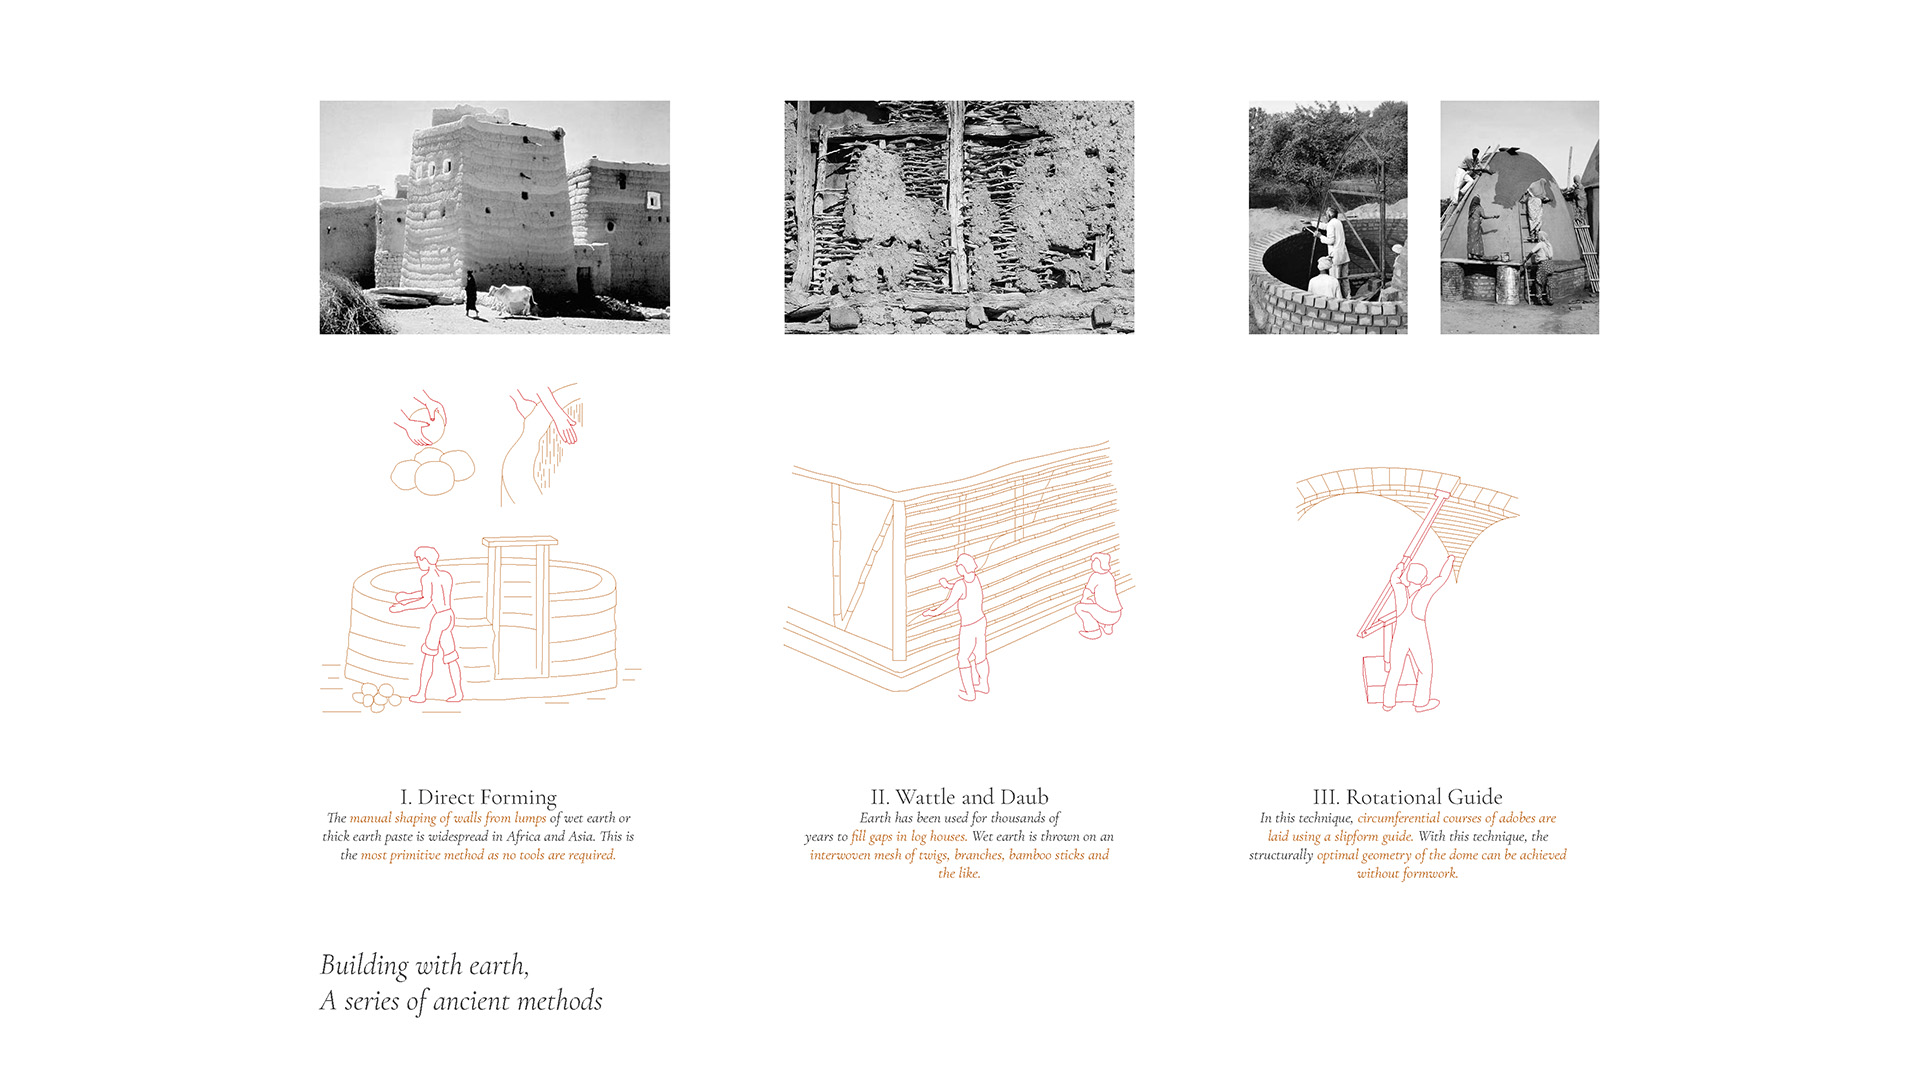 I. Direct Forming
The manual shaping of walls from lumps of wet earth or
thick earth paste is widespread in Africa and Asia. This is
the most primitive method as no tools are required.
II. Wattle and Daub
Earth has been used for thousands of
years to fill gaps in log houses. Wet earth is thrown on an
interwoven mesh of twigs, branches, bamboo sticks and
the like.
III. Rotational Guide
In this technique, circumferential courses of adobes are
laid using a slipform guide. With this technique, the
structurally optimal geometry of the dome can be achieved
without formwork.
Building with earth,
A series of ancient methods